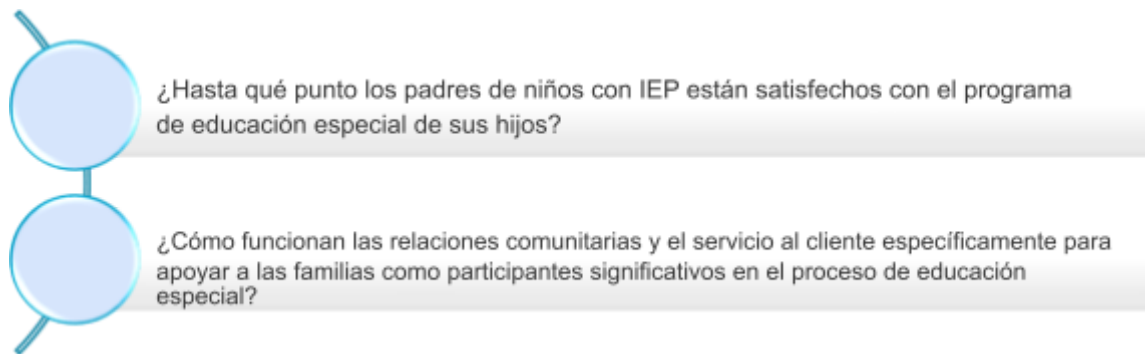 ¿Hasta qué punto los padres de niños con IEP están satisfechos con el programa
de educación especial de sus hijos?
¿Cómo funcionan las relaciones comunitarias y el servicio al cliente específicamente para
apoyar a las familias como participantes significativos en el proceso de educación
especial?